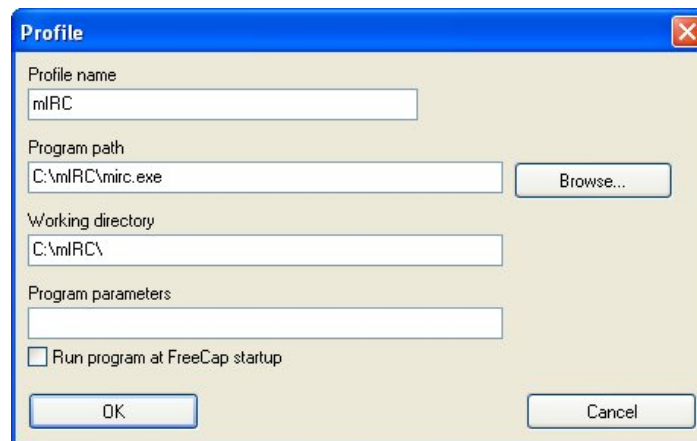 Profile
Profile name
mIRC
Program path
C:\mIRC\mirc.exe
Browse...
Working directory
C:\mIRC\
Program parameters
Run program at FreeCap startup
OK
Cancel